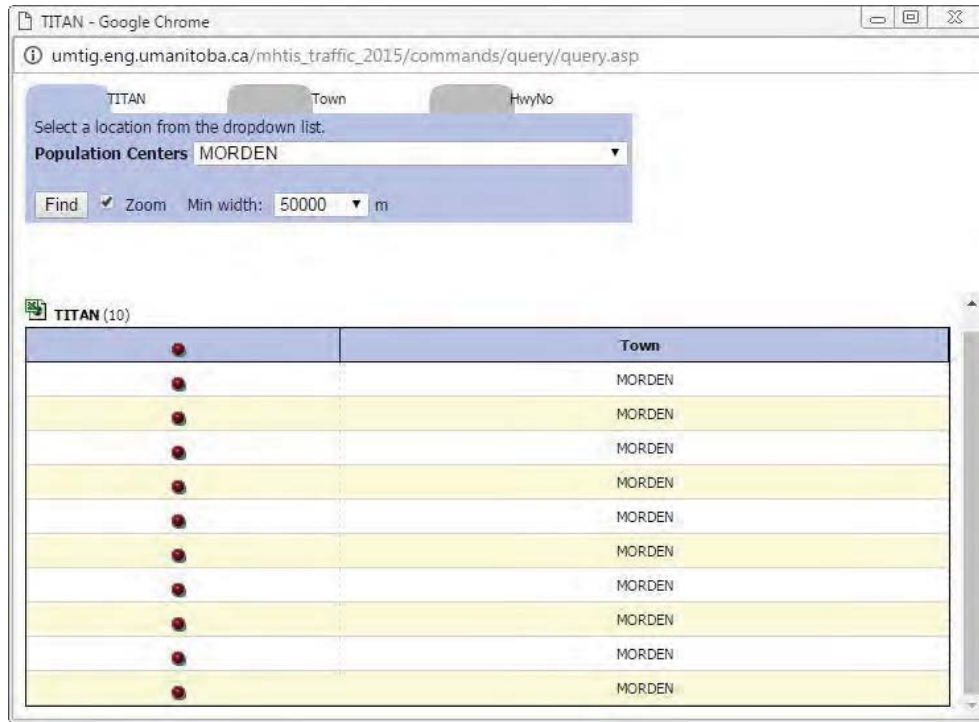 TITAN - Google Chrome
umtig.eng.umanitoba.ca/mhtis_traffic_2015/commands/query/query.asp
TITAN Town HwyNo
Select a location from the dropdown list.
Population Centers MORDEN
Find Zoom Min width: 50000 m
TITAN (10)
Town
MORDEN
MORDEN
MORDEN
MORDEN
MORDEN
MORDEN
MORDEN
MORDEN
MORDEN
MORDEN